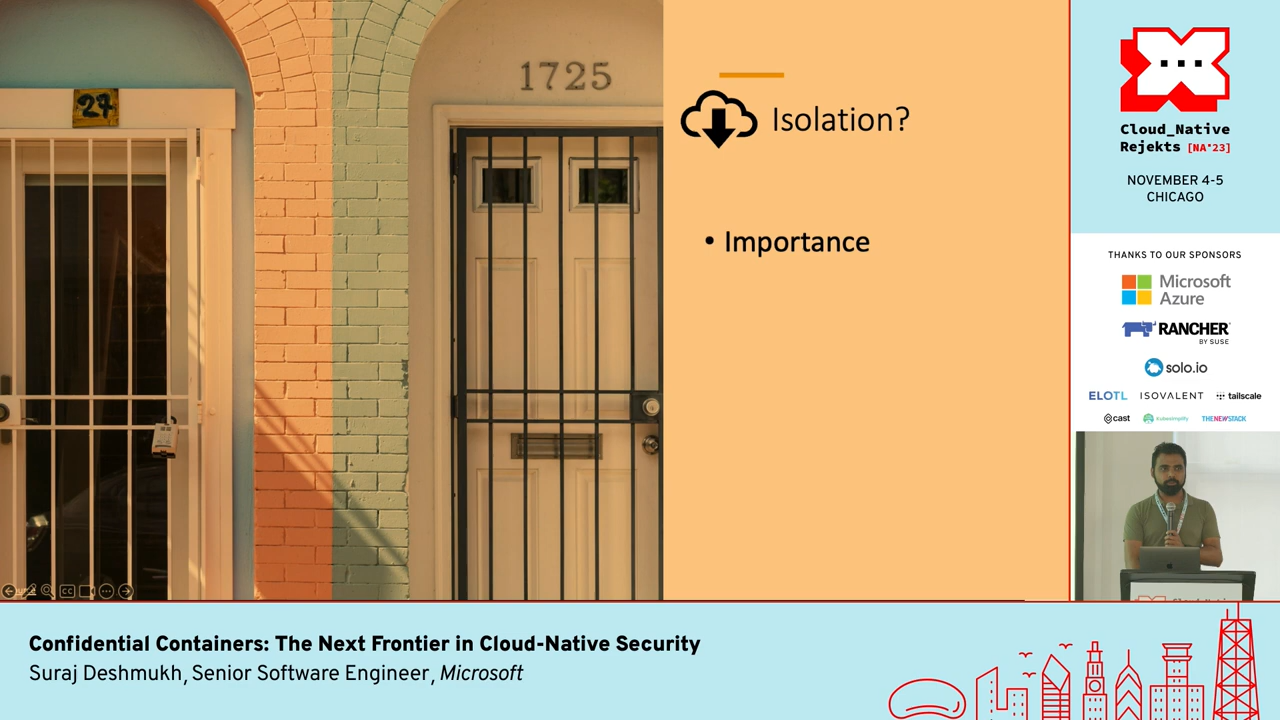 27
1725
Isolation?
• Importance
CC
Cloud_Native
Rejekts [NA'23]
NOVEMBER 4-5
CHICAGO
THANKS TO OUR SPONSORS
Microsoft
Azure
RANCHER
BY SUSE
solo.io
ELOTL ISOVALENT tailscale
cast kubesimplify THENEWSTACK
Confidential Containers: The Next Frontier in Cloud-Native Security
Suraj Deshmukh, Senior Software Engineer, Microsoft